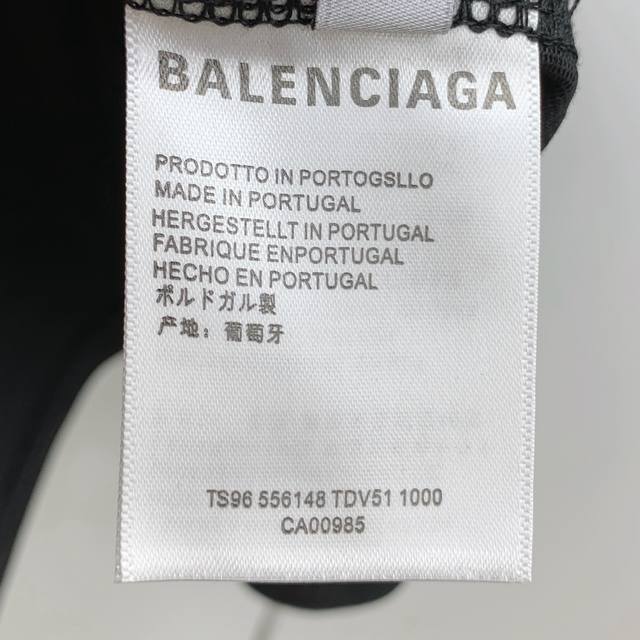 BALENCIAGA
PRODOTTO IN PORTOGSLLO
MADE IN PORTUGAL
HERGESTELLT IN PORTUGAL
FABRIQUE ENPORTUGAL
HECHO EN PORTUGAL
ポルドガル製
产地：葡萄牙
TS96 556148 TDV51 1000
CA00985